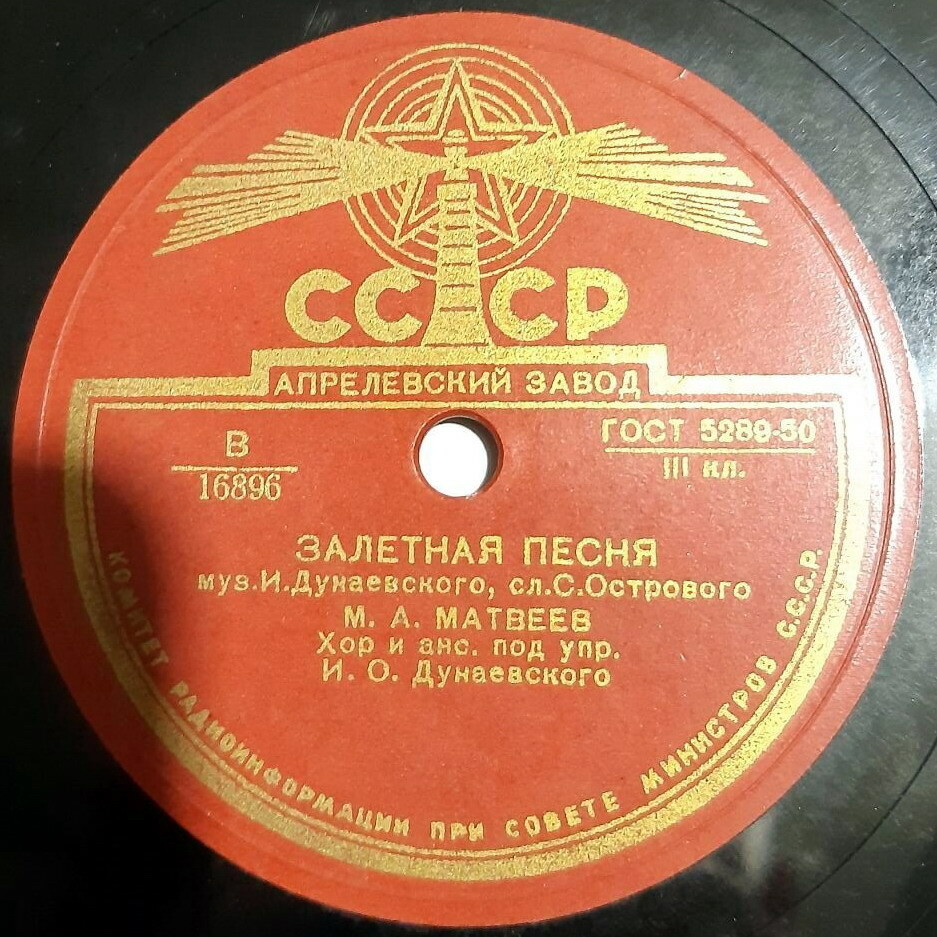 СССР
АПРЕЛЕВСКИЙ ЗАВОД
В
16896
ГОСТ 5289-50
III кл.
ЗАЛЕТНАЯ ПЕСНЯ
муз.И.Дунаевского, сл.С.Острового
М. А. МАТВЕЕВ
Хор и анс. под упр.
И. О. Дунаевского
КОМИТЕТ РАДИОИНФОРМАЦИИ ПРИ СОВЕТЕ МИНИСТРОВ С.С.С.Р.